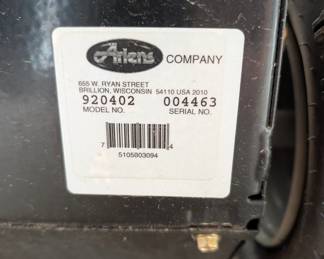 Ariens COMPANY
655 W. RYAN STREET
BRILLION, WISCONSIN 54110 USA 2010
920402 004463
MODEL NO. SERIAL NO.
7 4
5105003094